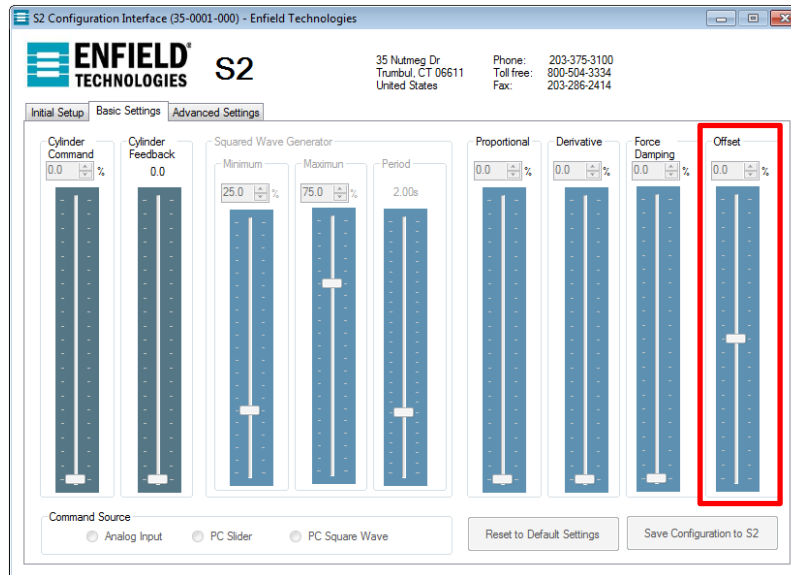 S2 Configuration Interface (35-0001-000) - Enfield Technologies
ENFIELD®
TECHNOLOGIES
S2
35 Nutmeg Dr
Trumbul, CT 06611
United States
Phone: 203-375-3100
Toll free: 800-504-3334
Fax: 203-286-2414
Initial Setup Basic Settings Advanced Settings
Cylinder Command
0.0 %
Cylinder Feedback
0.0
Squared Wave Generator
Minimum
25.0 %
Maximun
75.0 %
Period
2.00s
Proportional
0.0 %
Derivative
0.0 %
Force Damping
0.0 %
Offset
0.0 %
Command Source
Analog Input PC Slider PC Square Wave
Reset to Default Settings
Save Configuration to S2